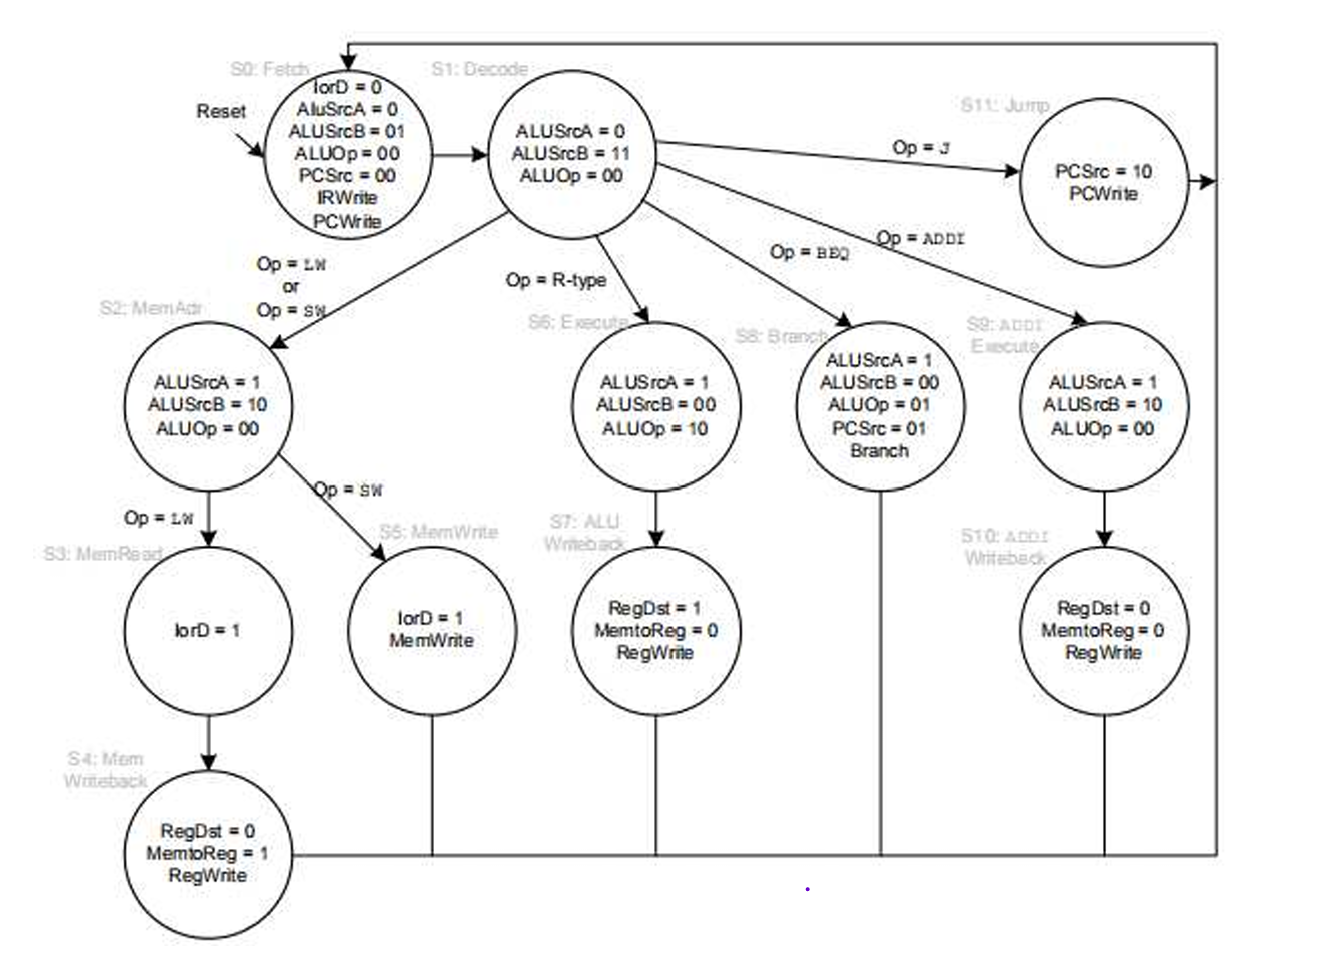 S0: Fetch
IorD = 0
AluSrcA = 0
ALUSrcB = 01
ALUOp = 00
PCSrc = 00
IRWrite
PCWrite
Reset
S1: Decode
ALUSrcA = 0
ALUSrcB = 11
ALUOp = 00
S11: Jump
Op = J
PCSrc = 10
PCWrite
Op = ADDI
Op = BEQ
Op = R-type
Op = LW
or
Op = SW
S2: MemAdr
ALUSrcA = 1
ALUSrcB = 10
ALUOp = 00
S6: Execute
ALUSrcA = 1
ALUSrcB = 00
ALUOp = 10
S8: Branch
ALUSrcA = 1
ALUSrcB = 00
ALUOp = 01
PCSrc = 01
Branch
S9: ADDI
Execute
ALUSrcA = 1
ALUSrcB = 10
ALUOp = 00
Op = LW
Op = SW
S3: MemRead
IorD = 1
S5: MemWrite
IorD = 1
MemWrite
S7: ALU
Writeback
RegDst = 1
MemtoReg = 0
RegWrite
S10: ADDI
Writeback
RegDst = 0
MemtoReg = 0
RegWrite
S4: Mem
Writeback
RegDst = 0
MemtoReg = 1
RegWrite